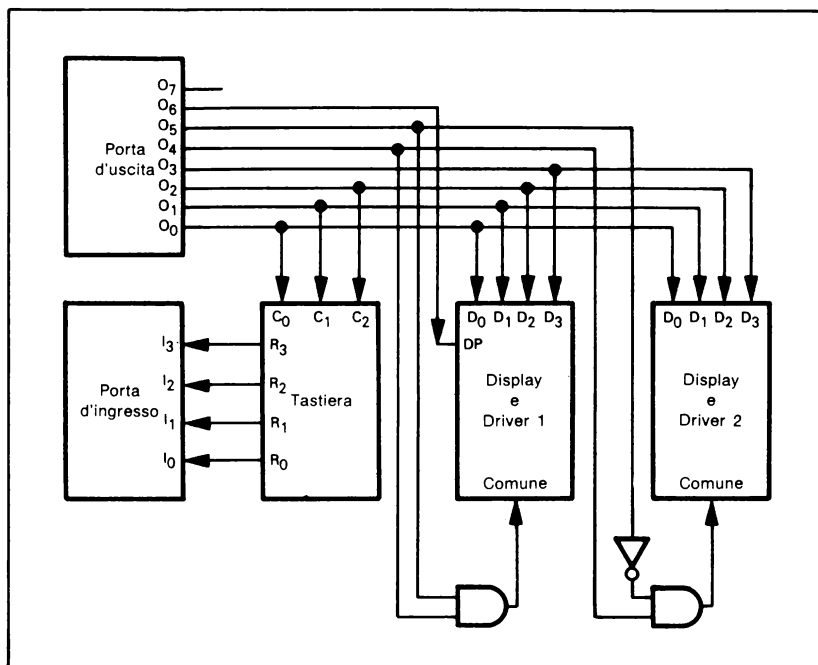 Porta
d'uscita
O7
O6
O5
O4
O3
O2
O1
O0
Porta
d'ingresso
I3
I2
I1
I0
C0 C1 C2
R3
R2
R1
R0
Tastiera
D0 D1 D2 D3
DP
Display
e
Driver 1
Comune
D0 D1 D2 D3
Display
e
Driver 2
Comune